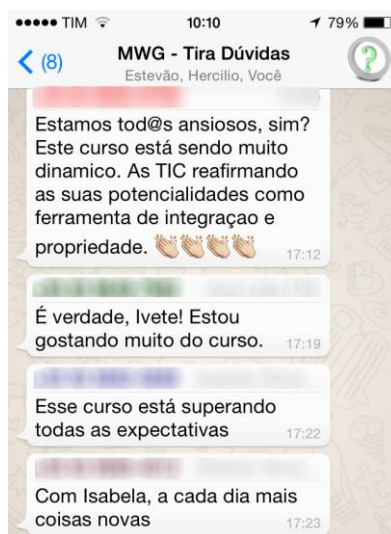 TIM 10:10 79%
(8) MWG - Tira Dúvidas
Estevão, Hercilio, Você
Estamos tod@s ansiosos, sim?
Este curso está sendo muito
dinamico. As TIC reafirmando
as suas potencialidades como
ferramenta de integraçao e
propriedade. 👏👏👏👏 17:12
É verdade, Ivete! Estou
gostando muito do curso. 17:19
Esse curso está superando
todas as expectativas 17:22
Com Isabela, a cada dia mais
coisas novas 17:23